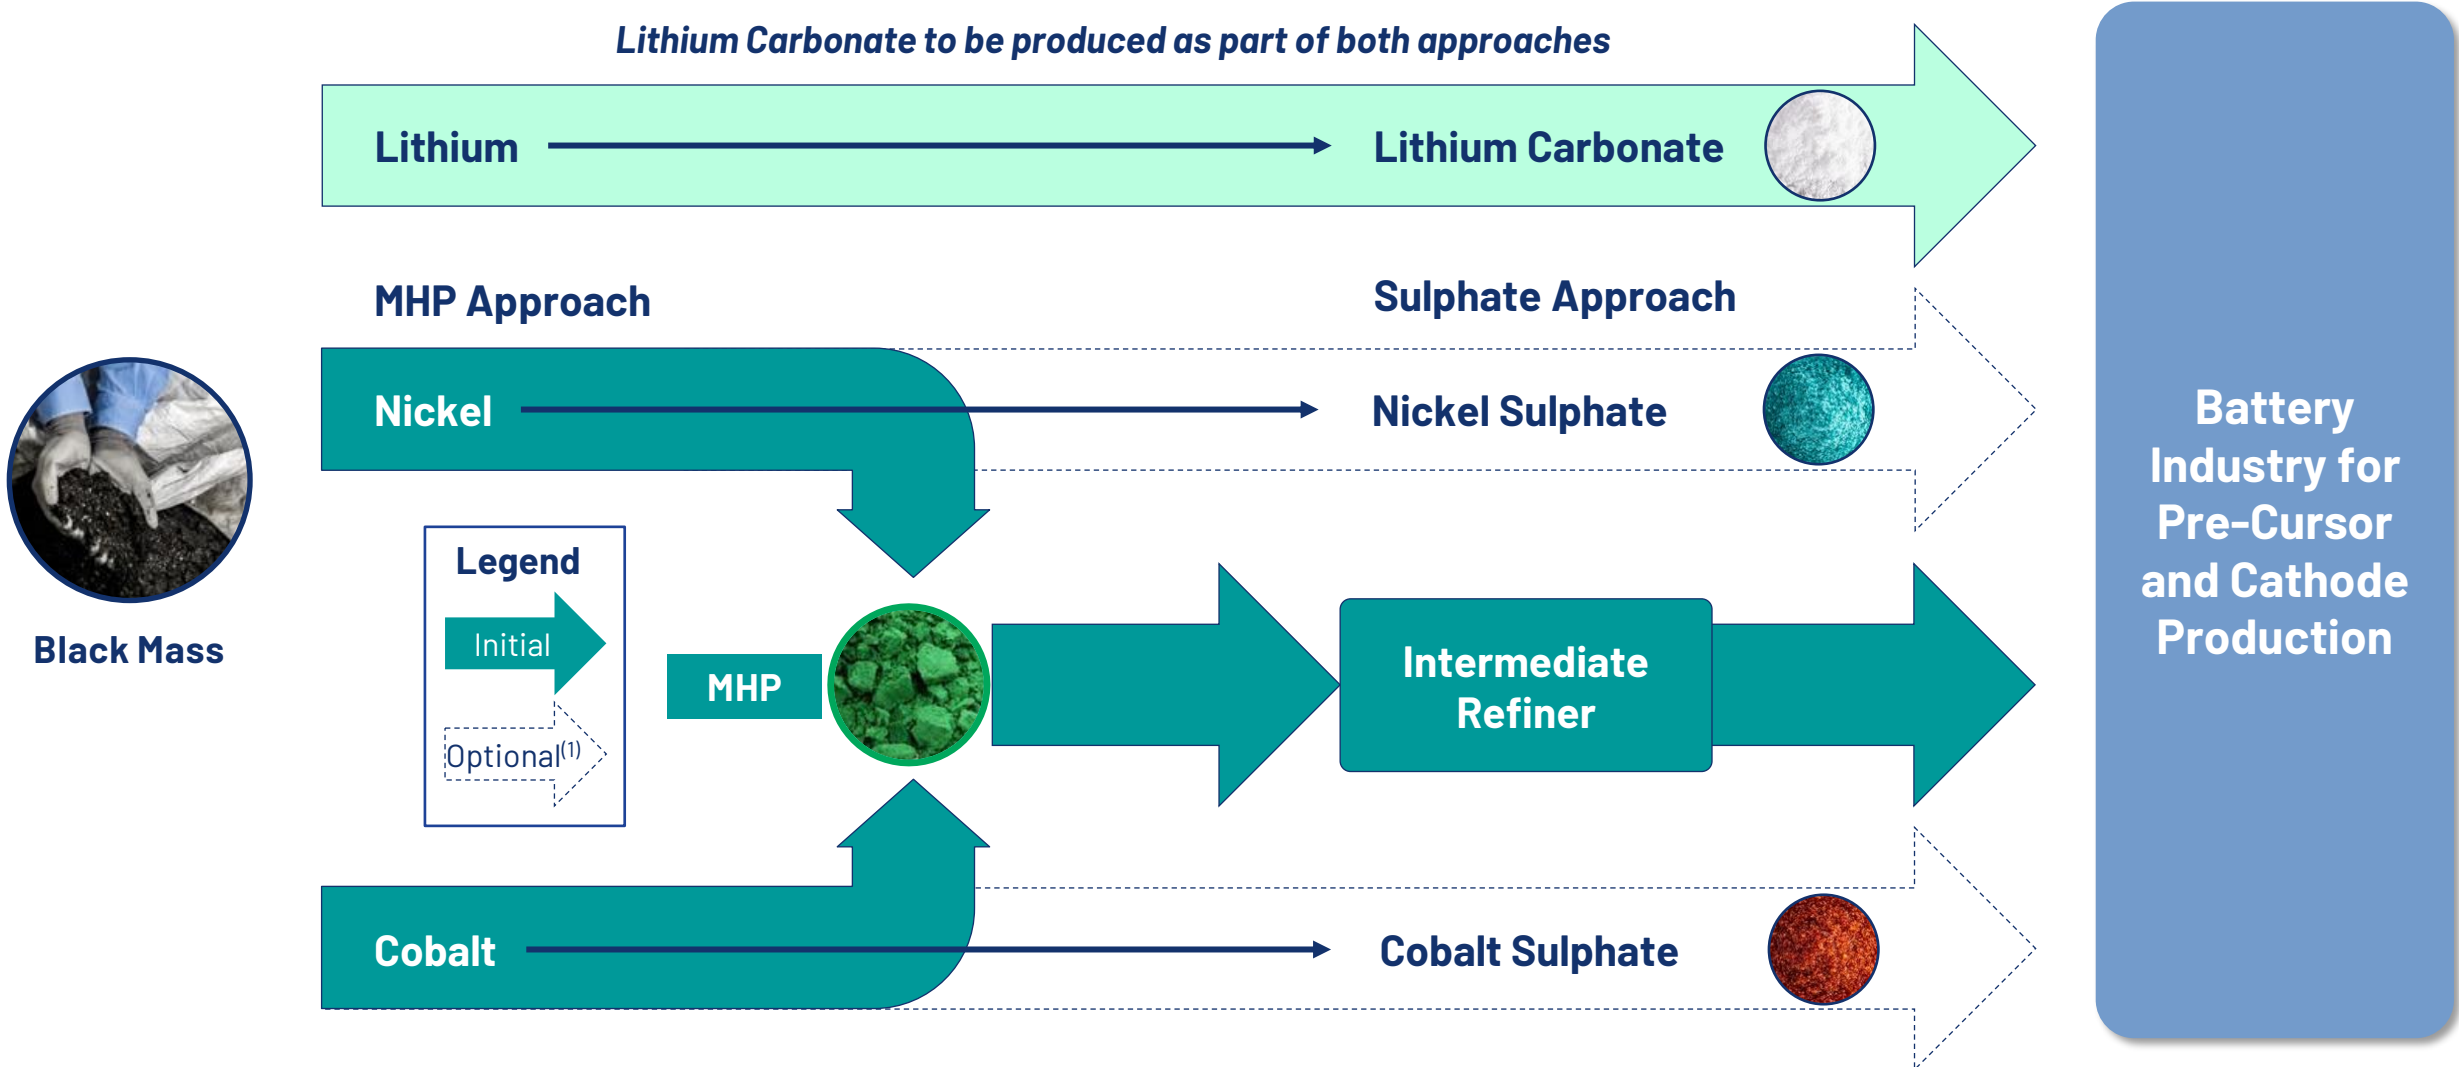 Lithium Carbonate to be produced as part of both approaches
Lithium
Lithium Carbonate
MHP Approach
Sulphate Approach
Nickel
Nickel Sulphate
Black Mass
Legend
Initial
Optional(1)
MHP
Intermediate
Refiner
Cobalt
Cobalt Sulphate
Battery
Industry for
Pre-Cursor
and Cathode
Production